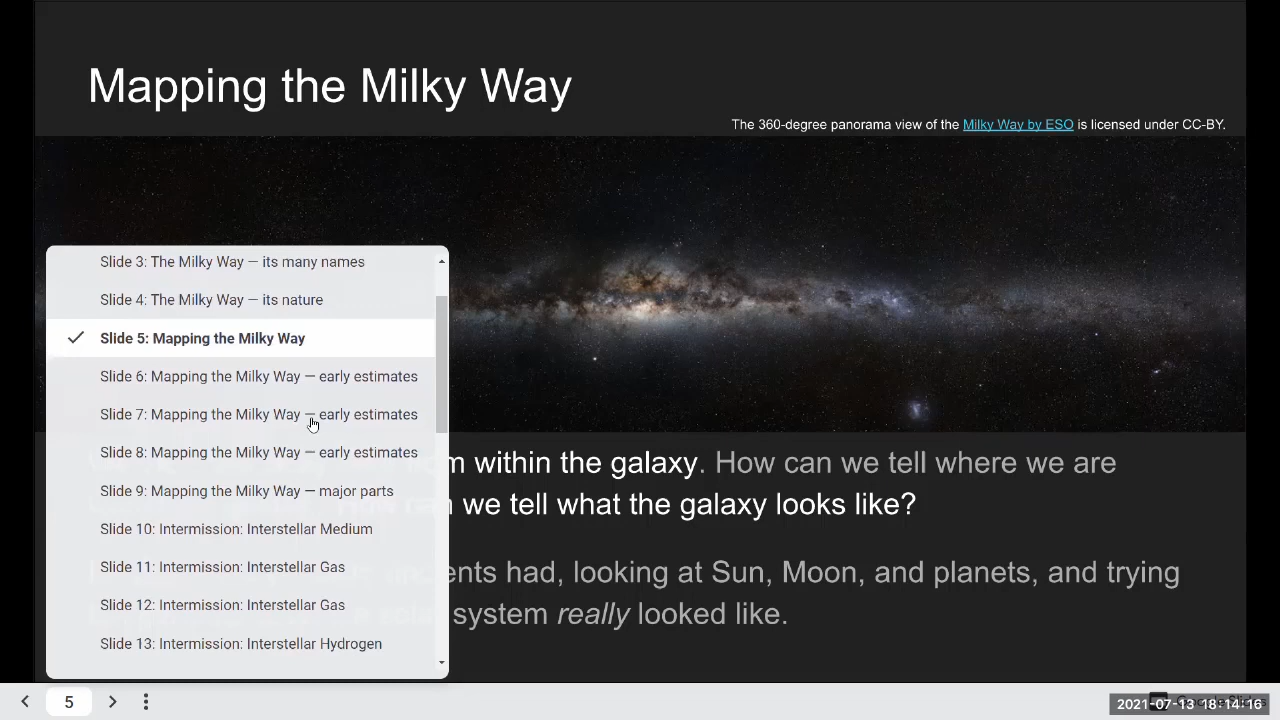 Mapping the Milky Way
The 360-degree panorama view of the Milky Way by ESO is licensed under CC-BY.
Slide 3: The Milky Way — its many names
Slide 4: The Milky Way — its nature
Slide 5: Mapping the Milky Way
Slide 6: Mapping the Milky Way — early estimates
Slide 7: Mapping the Milky Way — early estimates
Slide 8: Mapping the Milky Way — early estimates
Slide 9: Mapping the Milky Way — major parts
Slide 10: Intermission: Interstellar Medium
Slide 11: Intermission: Interstellar Gas
Slide 12: Intermission: Interstellar Gas
Slide 13: Intermission: Interstellar Hydrogen
within the galaxy. How can we tell where we are
we tell what the galaxy looks like?
had, looking at Sun, Moon, and planets, and trying
system really looked like.
5
Google Slides
2021-07-13 18:14:16